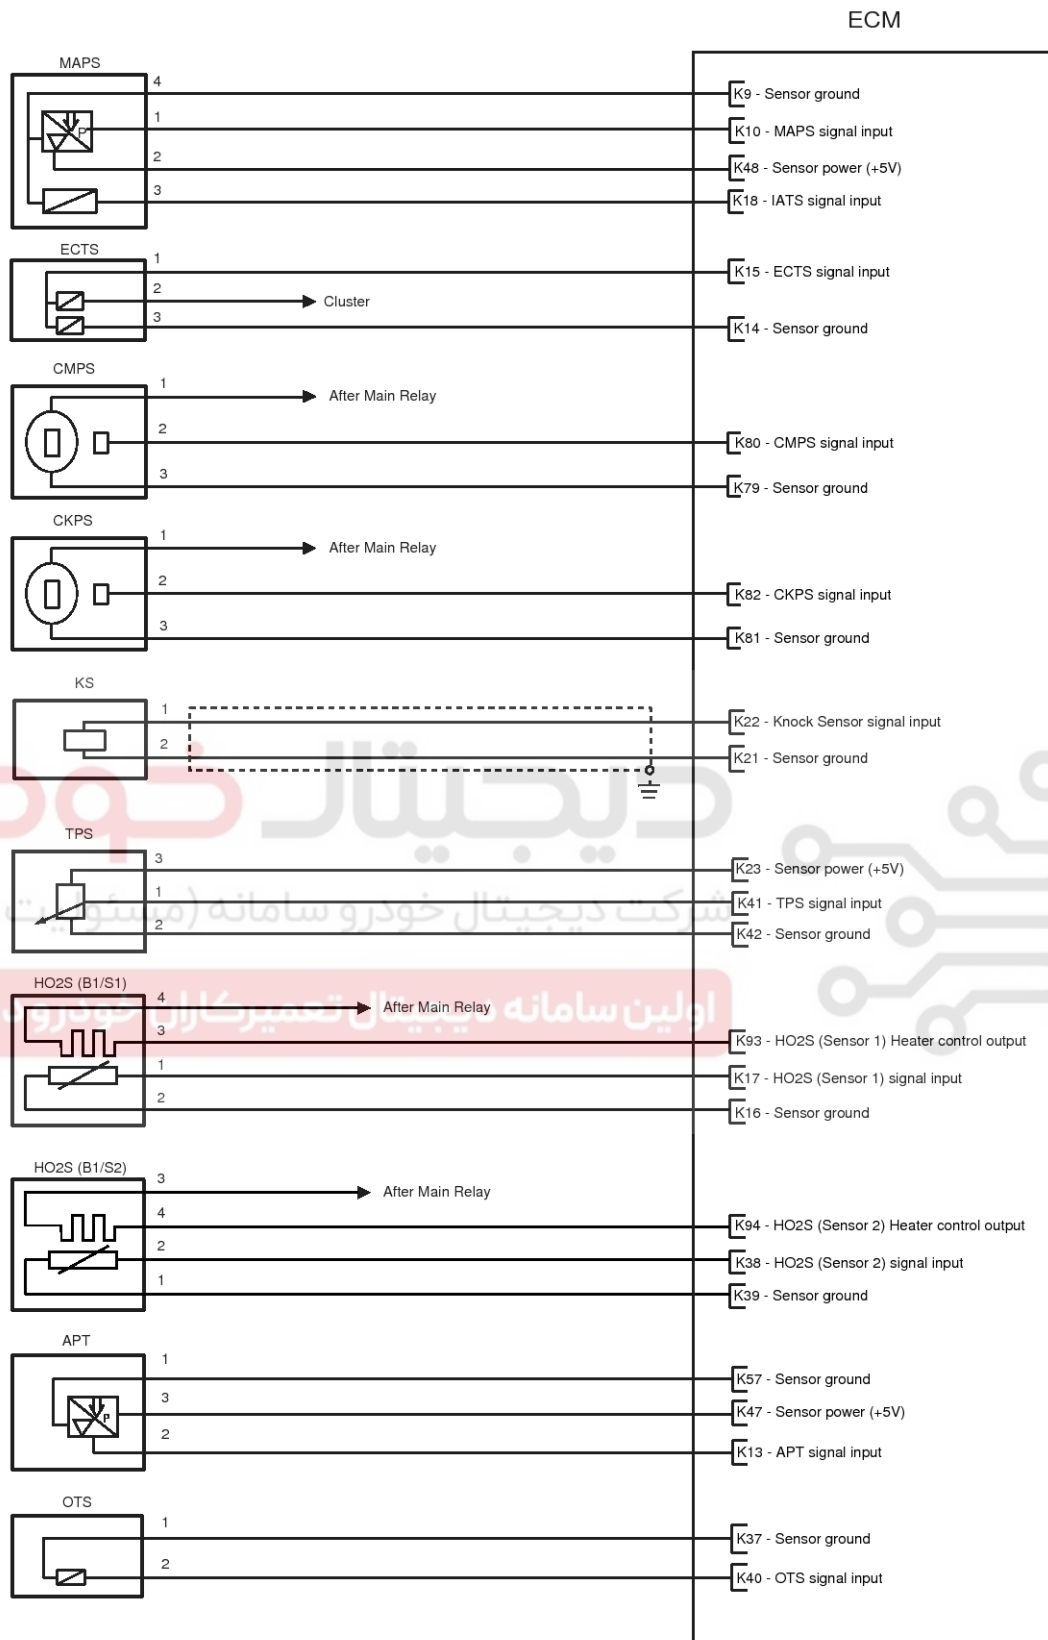 ECM
MAPS
4
K9 - Sensor ground
1
K10 - MAPS signal input
2
K48 - Sensor power (+5V)
3
K18 - IATS signal input
ECTS
1
K15 - ECTS signal input
2
Cluster
3
K14 - Sensor ground
CMPS
1
After Main Relay
2
K80 - CMPS signal input
3
K79 - Sensor ground
CKPS
1
After Main Relay
2
K82 - CKPS signal input
3
K81 - Sensor ground
KS
1
K22 - Knock Sensor signal input
2
K21 - Sensor ground
دیجیتال خود
TPS
3
K23 - Sensor power (+5V)
1
K41 - TPS signal input
شرکت دیجیتال خودرو سامانه (مسئولیت
2
K42 - Sensor ground
HO2S (B1/S1)
4
After Main Relay
اولین سامانه دیجیتال تعمیرکاران خودرو د
3
K93 - HO2S (Sensor 1) Heater control output
1
K17 - HO2S (Sensor 1) signal input
2
K16 - Sensor ground
HO2S (B1/S2)
3
After Main Relay
4
K94 - HO2S (Sensor 2) Heater control output
2
K38 - HO2S (Sensor 2) signal input
1
K39 - Sensor ground
APT
1
K57 - Sensor ground
3
K47 - Sensor power (+5V)
2
K13 - APT signal input
OTS
1
K37 - Sensor ground
2
K40 - OTS signal input